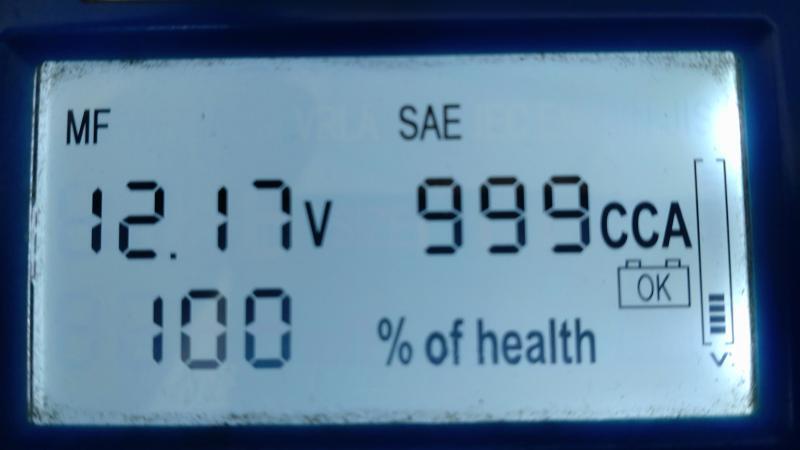 MF SAE
12.17V 999CCA
OK
100 % of health